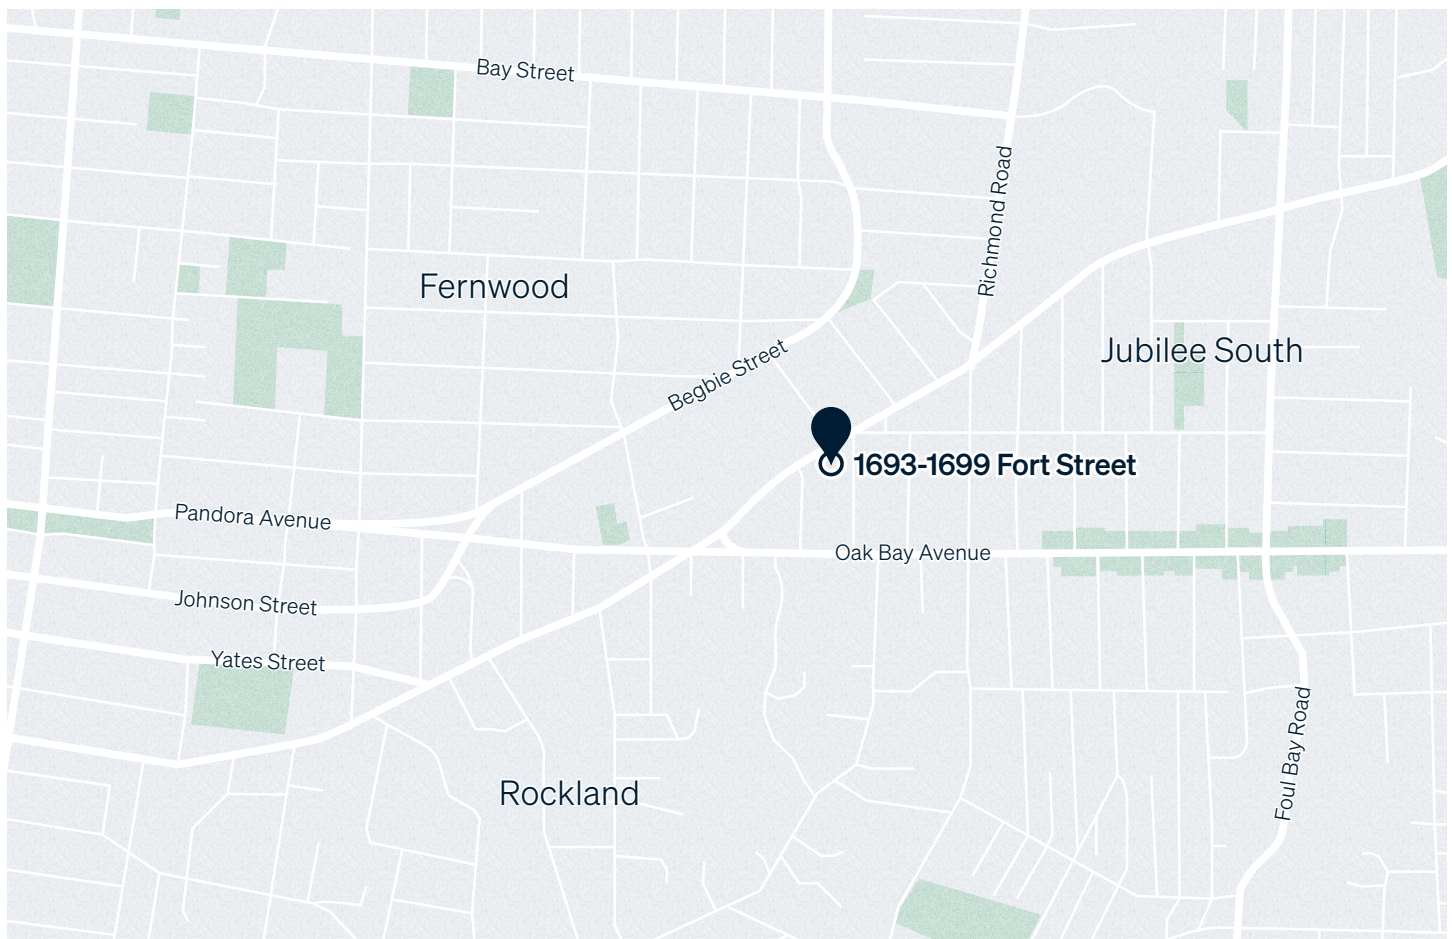 Bay Street
Richmond Road
Fernwood
Jubilee South
Begbie Street
1693-1699 Fort Street
Pandora Avenue
Oak Bay Avenue
Johnson Street
Yates Street
Foul Bay Road
Rockland